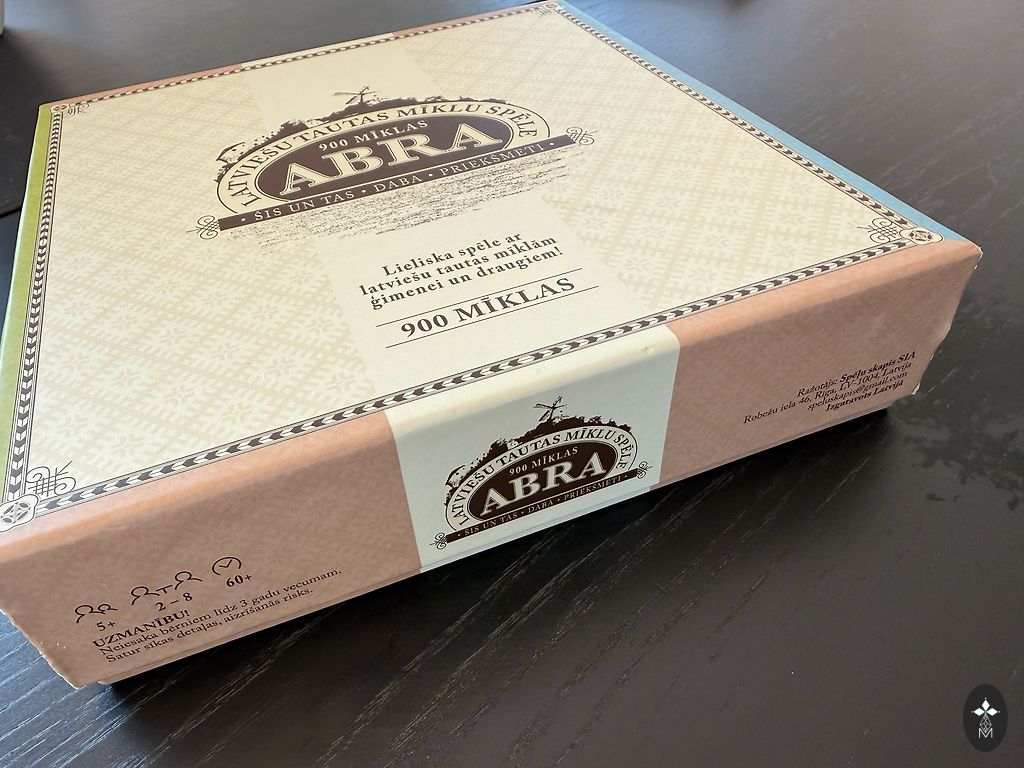 LATVIEŠU TAUTAS MĪKLU SPĒLE
900 MĪKLAS
ABRA
• ŠIS UN TAS • DABA • PRIEKŠMETI •
Lieliska spēle ar
latviešu tautas mīklām
ģimenei un draugiem!
900 MĪKLAS
LATVIEŠU TAUTAS MĪKLU SPĒLE
900 MĪKLAS
ABRA
• ŠIS UN TAS • DABA • PRIEKŠMETI •
Ražotājs: Spēļu skapis SIA
Robežu iela 46, Rīga, LV-1004, Latvija
speluskapis@gmail.com
Izgatavots Latvijā
5+
2 – 8
60+
UZMANĪBU!
Neiesaka bērniem līdz 3 gadu vecumam.
Satur sīkas detaļas, aizrīšanās risks.
M